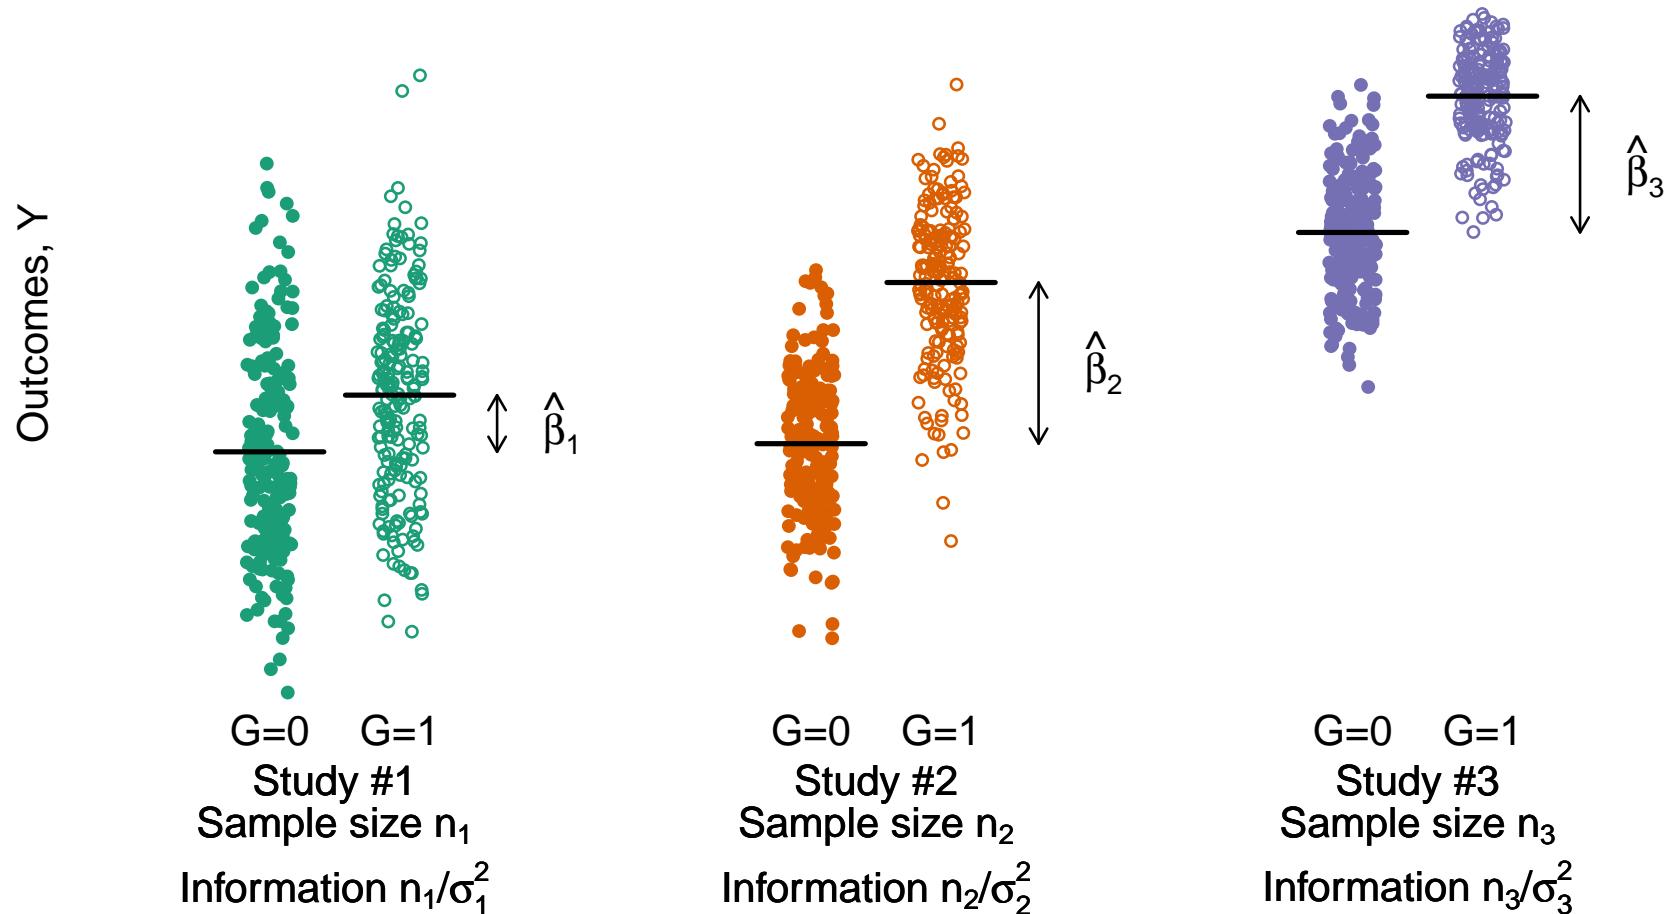 Outcomes, Y
β̂₁
β̂₂
β̂₃
G=0 G=1
Study #1
Sample size n₁
Information n₁/σ₁²
G=0 G=1
Study #2
Sample size n₂
Information n₂/σ₂²
G=0 G=1
Study #3
Sample size n₃
Information n₃/σ₃²